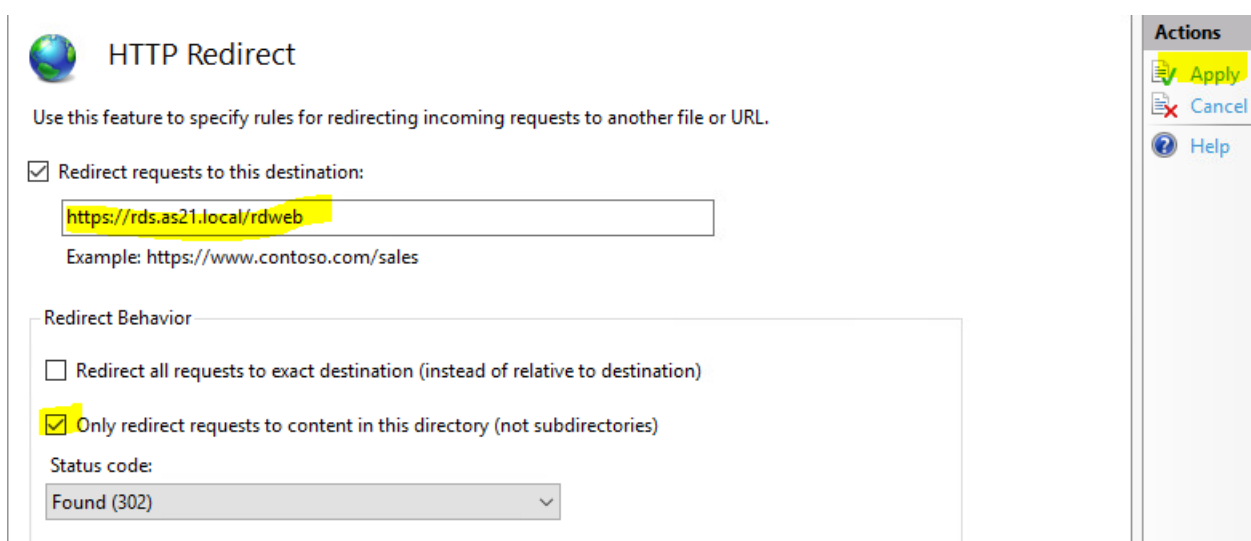 HTTP Redirect
Use this feature to specify rules for redirecting incoming requests to another file or URL.
Redirect requests to this destination:
https://rds.as21.local/rdweb
Example: https://www.contoso.com/sales
Redirect Behavior
Redirect all requests to exact destination (instead of relative to destination)
Only redirect requests to content in this directory (not subdirectories)
Status code:
Found (302)
Actions
Apply
Cancel
Help